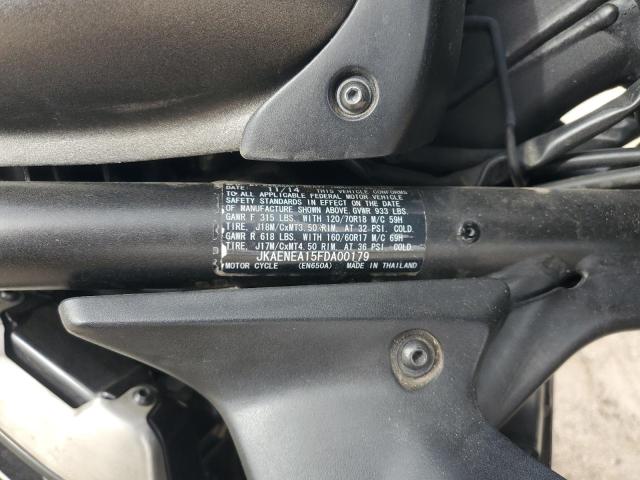 DATE: 11/14 THIS VEHICLE CONFORMS
TO ALL APPLICABLE FEDERAL MOTOR VEHICLE
SAFETY STANDARDS IN EFFECT ON THE DATE
OF MANUFACTURE SHOWN ABOVE. GVWR 933 LBS.
GAWR F 315 LBS. WITH 120/70R18 M/C 59H
TIRE, J18M/CxMT3.50 RIM, AT 32 PSI. COLD.
GAWR R 618 LBS. WITH 160/60R17 M/C 69H
TIRE, J17M/CxMT4.50 RIM, AT 36 PSI. COLD.
JKAENEA15FDA00179
MOTOR CYCLE (EN650A) MADE IN THAILAND